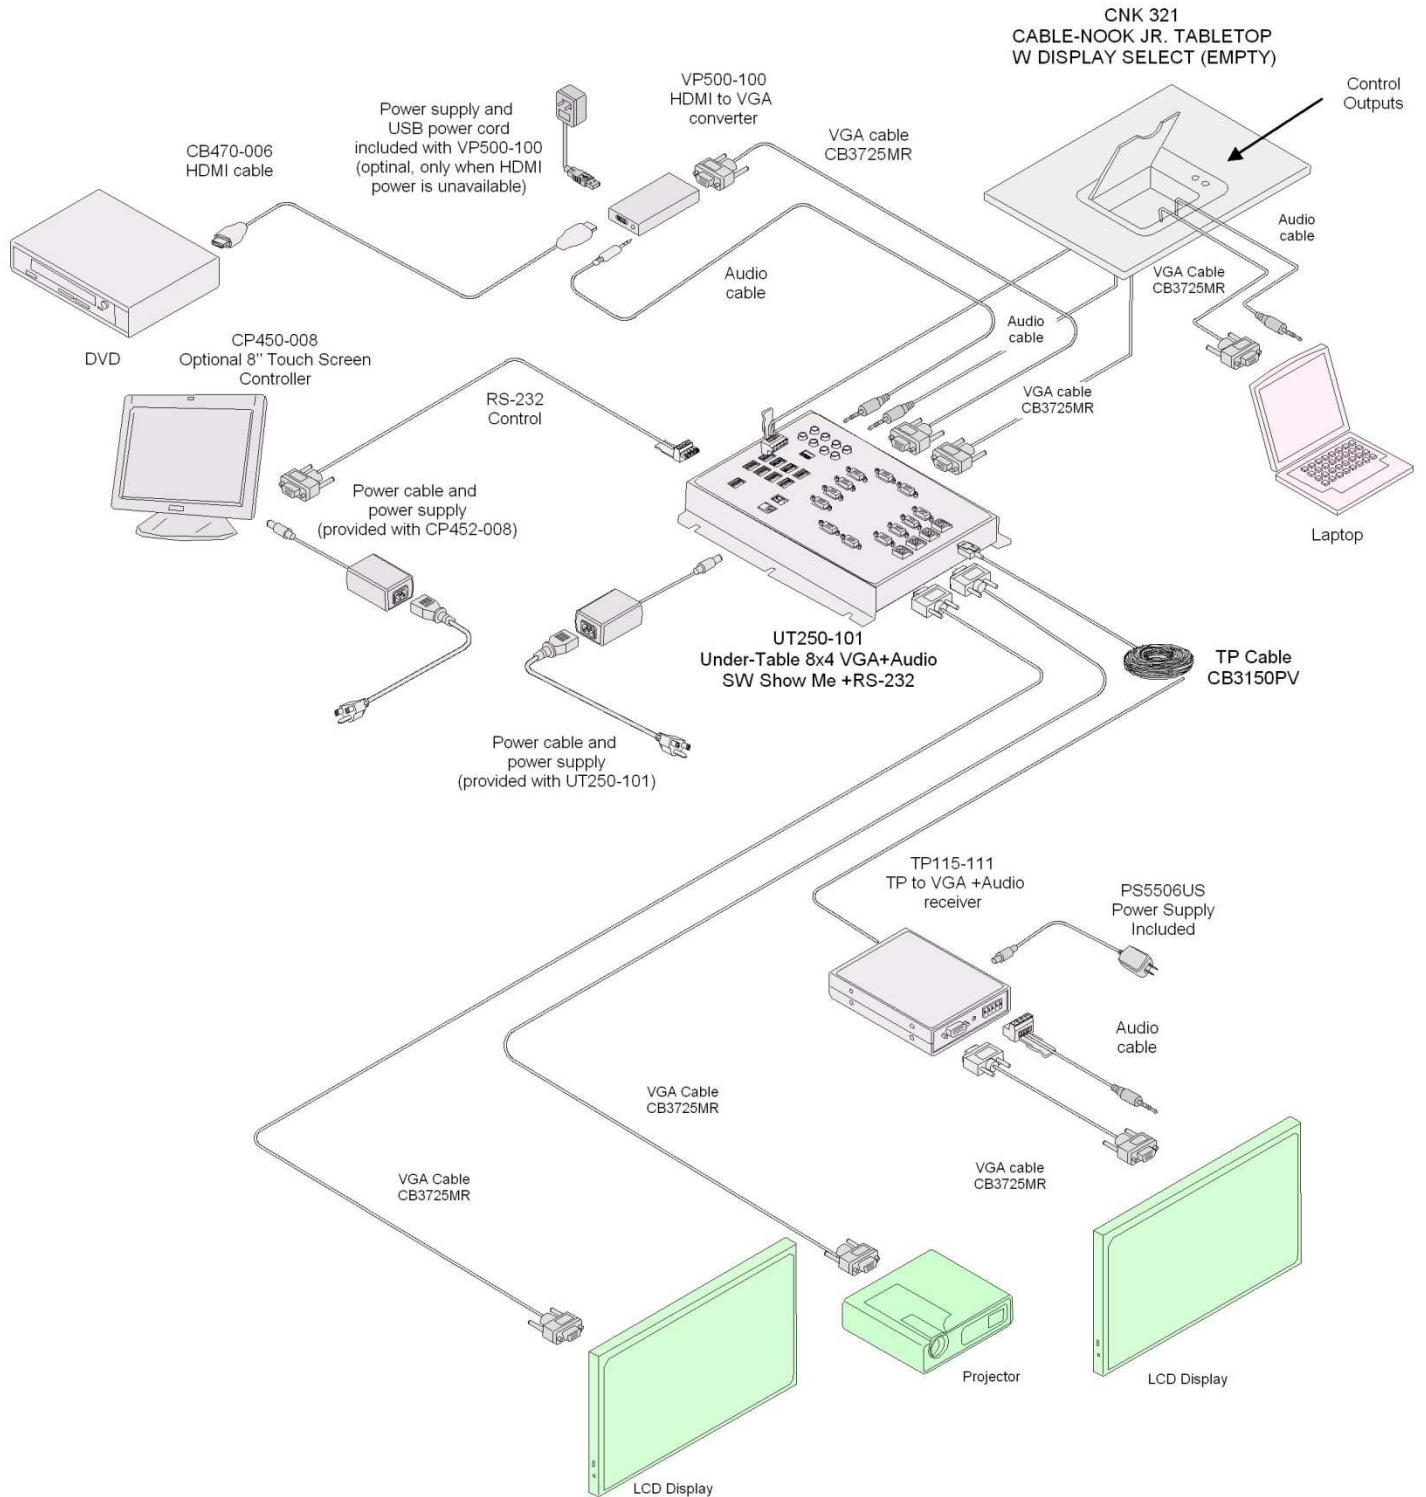 CNK 321
CABLE-NOOK JR. TABLETOP
W DISPLAY SELECT (EMPTY)
Control
Outputs
VP500-100
HDMI to VGA
converter
Power supply and
USB power cord
included with VP500-100
(optinal, only when HDMI
power is unavailable)
VGA cable
CB3725MR
CB470-006
HDMI cable
Audio
cable
Audio
cable
VGA Cable
CB3725MR
DVD
CP450-008
Optional 8" Touch Screen
Controller
Audio
cable
RS-232
Control
VGA cable
CB3725MR
Power cable and
power supply
(provided with CP452-008)
Laptop
UT250-101
Under-Table 8x4 VGA+Audio
SW Show Me +RS-232
TP Cable
CB3150PV
Power cable and
power supply
(provided with UT250-101)
TP115-111
TP to VGA +Audio
receiver
PS5506US
Power Supply
Included
Audio
cable
VGA Cable
CB3725MR
VGA Cable
CB3725MR
VGA cable
CB3725MR
Projector
LCD Display
LCD Display